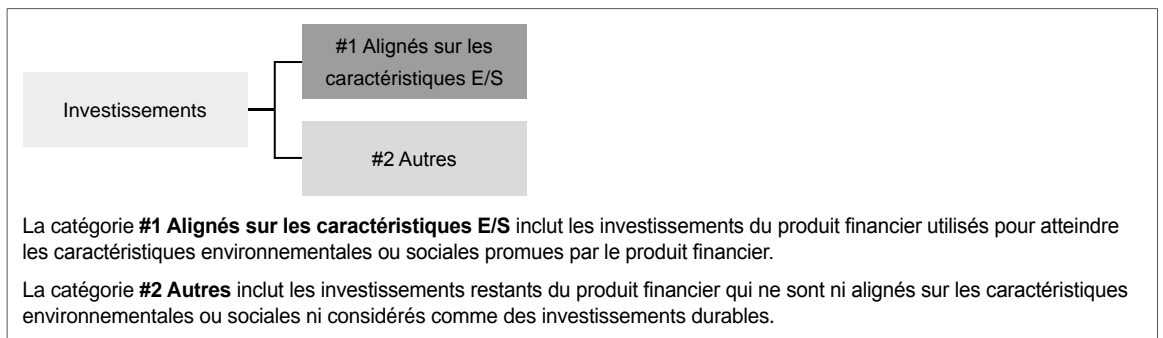 #1 Alignés sur les
caractéristiques E/S
Investissements
#2 Autres
La catégorie #1 Alignés sur les caractéristiques E/S inclut les investissements du produit financier utilisés pour atteindre
les caractéristiques environnementales ou sociales promues par le produit financier.
La catégorie #2 Autres inclut les investissements restants du produit financier qui ne sont ni alignés sur les caractéristiques
environnementales ou sociales ni considérés comme des investissements durables.